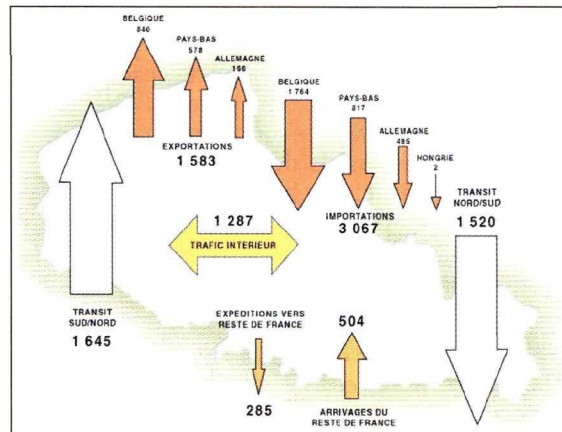 BELGIQUE
840
PAYS-BAS
578
ALLEMAGNE
166
BELGIQUE
1 764
PAYS-BAS
817
ALLEMAGNE
485
HONGRIE
2
EXPORTATIONS
1 583
IMPORTATIONS
3 067
TRANSIT
NORD/SUD
1 520
1 287
TRAFIC INTERIEUR
TRANSIT
SUD/NORD
1 645
EXPEDITIONS VERS
RESTE DE FRANCE
285
504
ARRIVAGES DU
RESTE DE FRANCE